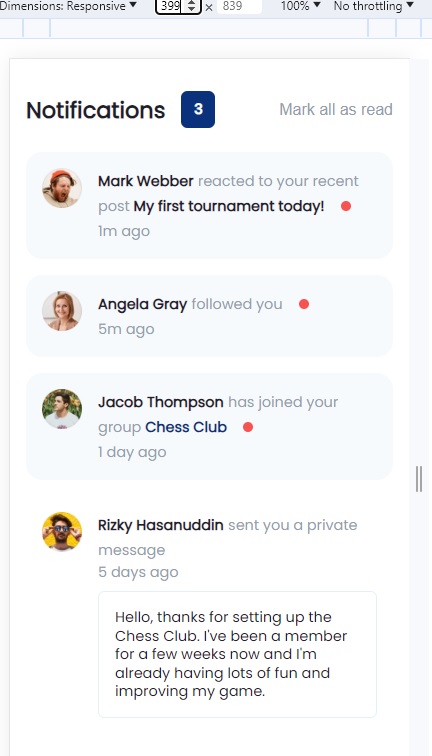 Dimensions: Responsive ▼ 399 × 839 100% ▼ No throttling ▼
Notifications 3 Mark all as read
Mark Webber reacted to your recent
post My first tournament today!
1m ago
Angela Gray followed you
5m ago
Jacob Thompson has joined your
group Chess Club
1 day ago
Rizky Hasanuddin sent you a private
message
5 days ago
Hello, thanks for setting up the
Chess Club. I've been a member
for a few weeks now and I'm
already having lots of fun and
improving my game.